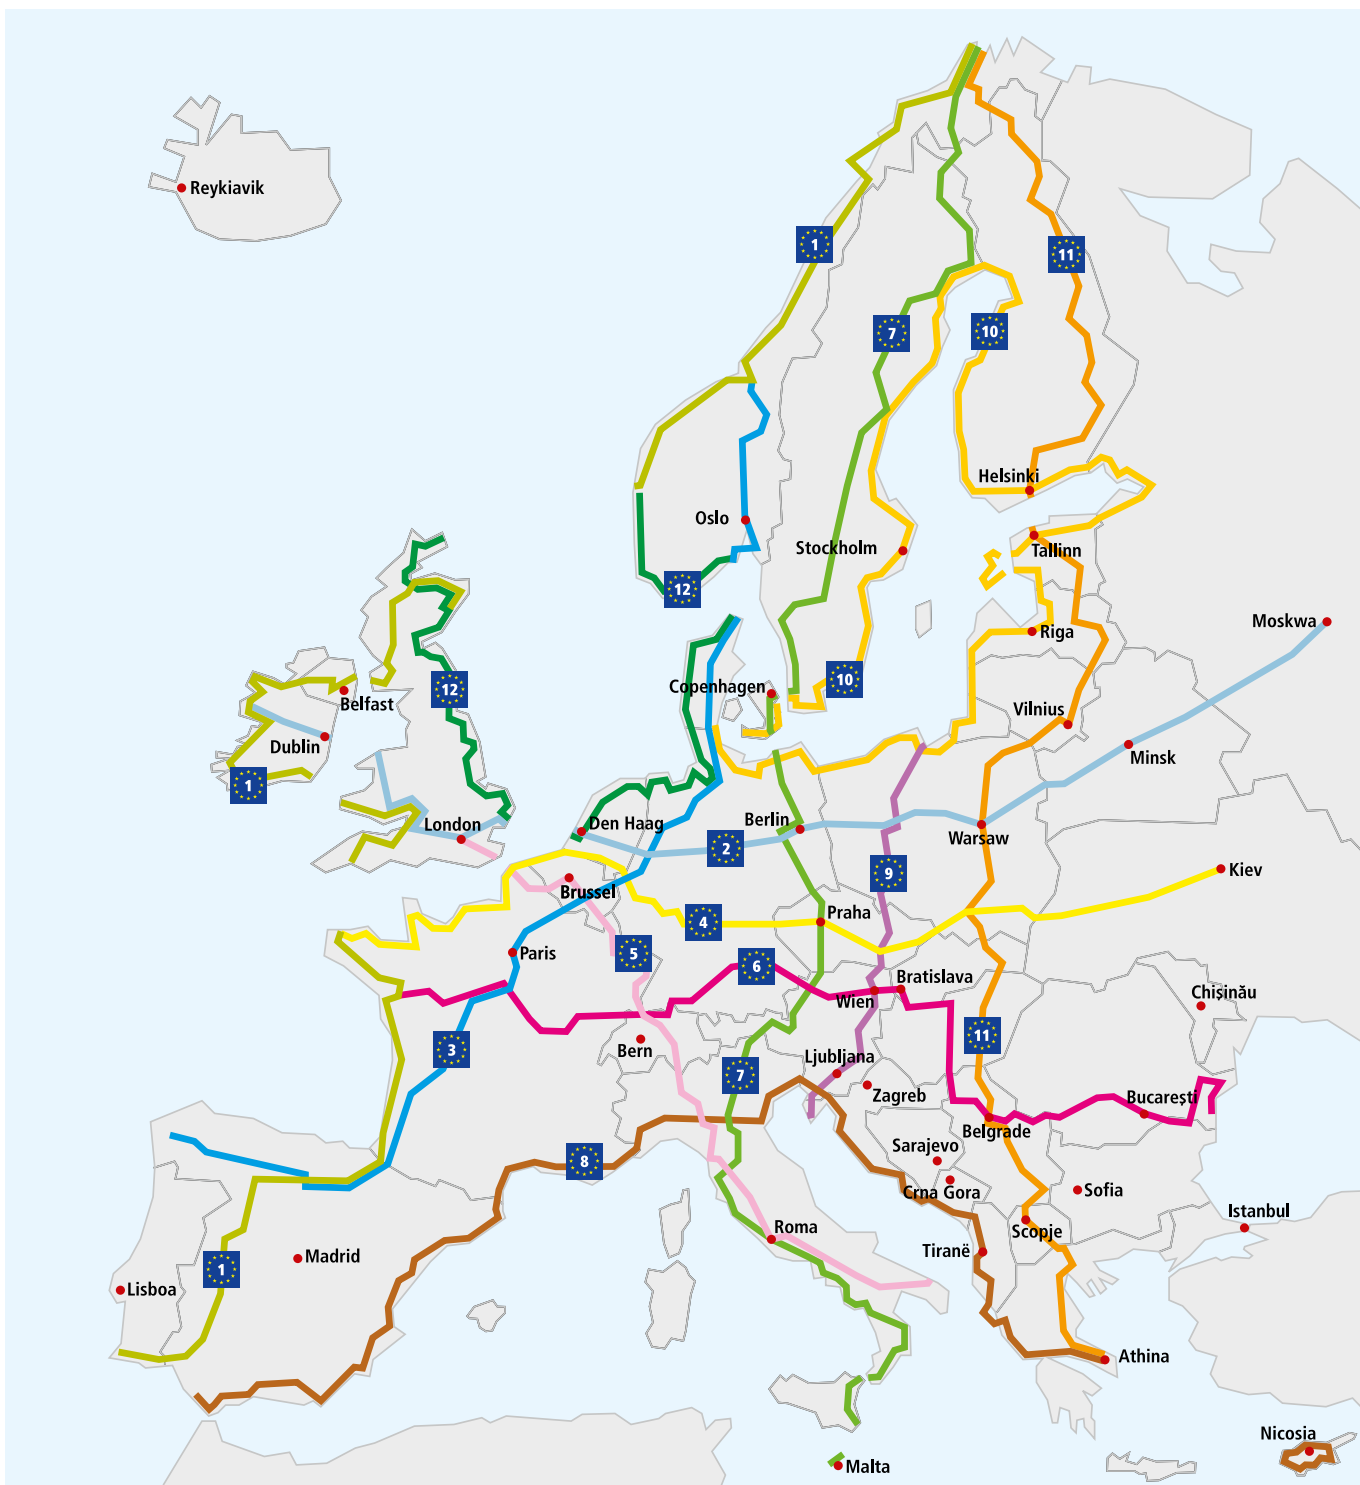 Reykiavik
1
11
7
10
Helsinki
Oslo
Stockholm
Tallinn
12
Moskwa
Riga
Copenhagen
10
12
Belfast
Vilnius
Dublin
Minsk
1
London
Den Haag
Berlin
Warsaw
2
9
Kiev
Brussel
4
Praha
Paris
5
6
Bratislava
Wien
Chișinău
3
Bern
11
Ljubljana
7
Zagreb
București
Belgrade
Sarajevo
8
Crna Gora
Sofia
Istanbul
Roma
Scopje
Tiranë
Madrid
1
Lisboa
Athina
Nicosia
Malta